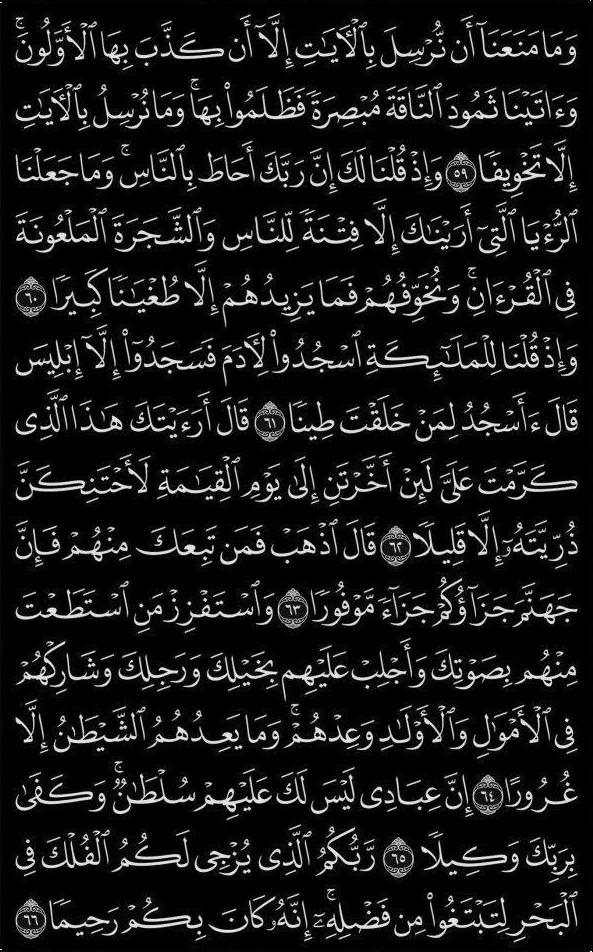 وَمَا مَنَعَنَآ أَن نُّرْسِلَ بِٱلْـَٔايَـٰتِ إِلَّآ أَن كَذَّبَ بِهَا ٱلْأَوَّلُونَ ۚ
وَءَاتَيْنَا ثَمُودَ ٱلنَّاقَةَ مُبْصِرَةً فَظَلَمُوا۟ بِهَا ۚ وَمَا نُرْسِلُ بِٱلْـَٔايَـٰتِ
إِلَّا تَخْوِيفًا ٥٩ وَإِذْ قُلْنَا لَكَ إِنَّ رَبَّكَ أَحَاطَ بِٱلنَّاسِ ۚ وَمَا جَعَلْنَا
ٱلرُّءْيَا ٱلَّتِىٓ أَرَيْنَـٰكَ إِلَّا فِتْنَةً لِّلنَّاسِ وَٱلشَّجَرَةَ ٱلْمَلْعُونَةَ
فِى ٱلْقُرْءَانِ ۚ وَنُخَوِّفُهُمْ فَمَا يَزِيدُهُمْ إِلَّا طُغْيَـٰنًا كَبِيرًا ٦٠
وَإِذْ قُلْنَا لِلْمَلَـٰٓئِكَةِ ٱسْجُدُوا۟ لِـَٔادَمَ فَسَجَدُوٓا۟ إِلَّآ إِبْلِيسَ
قَالَ ءَأَسْجُدُ لِمَنْ خَلَقْتَ طِينًا ٦١ قَالَ أَرَءَيْتَكَ هَـٰذَا ٱلَّذِى
كَرَّمْتَ عَلَىَّ لَئِنْ أَخَّرْتَنِ إِلَىٰ يَوْمِ ٱلْقِيَـٰمَةِ لَأَحْتَنِكَنَّ
ذُرِّيَّتَهُۥٓ إِلَّا قَلِيلًا ٦٢ قَالَ ٱذْهَبْ فَمَن تَبِعَكَ مِنْهُمْ فَإِنَّ
جَهَنَّمَ جَزَآؤُكُمْ جَزَآءً مَّوْفُورًا ٦٣ وَٱسْتَفْزِزْ مَنِ ٱسْتَطَعْتَ
مِنْهُم بِصَوْتِكَ وَأَجْلِبْ عَلَيْهِم بِخَيْلِكَ وَرَجِلِكَ وَشَارِكْهُمْ
فِى ٱلْأَمْوَٰلِ وَٱلْأَوْلَـٰدِ وَعِدْهُمْ ۚ وَمَا يَعِدُهُمُ ٱلشَّيْطَـٰنُ إِلَّا
غُرُورًا ٦٤ إِنَّ عِبَادِى لَيْسَ لَكَ عَلَيْهِمْ سُلْطَـٰنٌ ۚ وَكَفَىٰ
بِرَبِّكَ وَكِيلًا ٦٥ رَّبُّكُمُ ٱلَّذِى يُزْجِى لَكُمُ ٱلْفُلْكَ فِى
ٱلْبَحْرِ لِتَبْتَغُوا۟ مِن فَضْلِهِۦٓ ۚ إِنَّهُۥ كَانَ بِكُمْ رَحِيمًا ٦٦